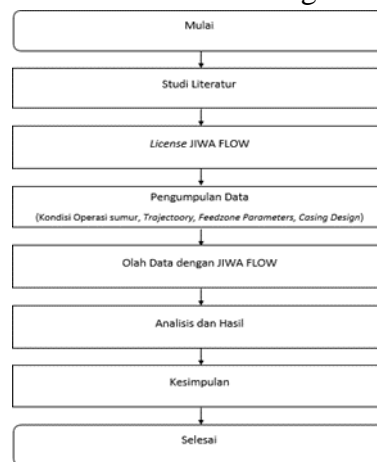 Mulai
Studi Literatur
License JIWA FLOW
Pengumpulan Data
(Kondisi Operasi sumur, Trajectoory, Feedzone Parameters, Casing Design)
Olah Data dengan JIWA FLOW
Analisis dan Hasil
Kesimpulan
Selesai